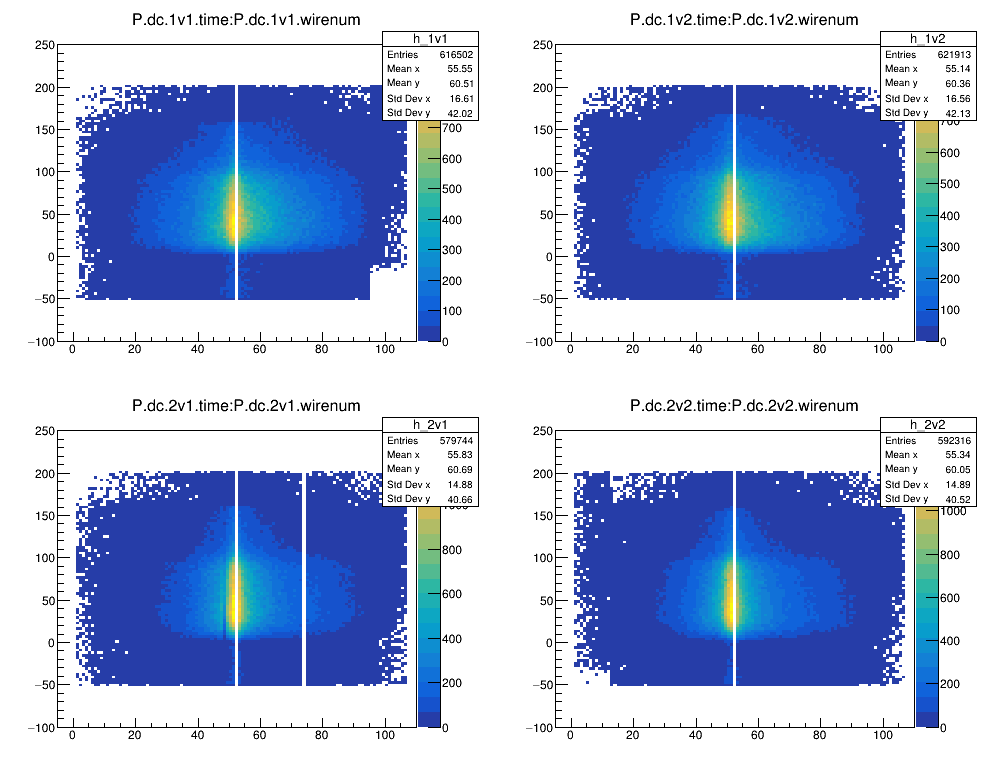 P.dc.1v1.time:P.dc.1v1.wirenum
h_1v1
Entries 616502
Mean x 55.55
Mean y 60.51
Std Dev x 16.61
Std Dev y 42.02
250
200
150
100
50
0
−50
−100
0 20 40 60 80 100
700
600
500
400
300
200
100
0
P.dc.1v2.time:P.dc.1v2.wirenum
h_1v2
Entries 621913
Mean x 55.14
Mean y 60.36
Std Dev x 16.56
Std Dev y 42.13
250
200
150
100
50
0
−50
−100
0 20 40 60 80 100
700
600
500
400
300
200
100
0
P.dc.2v1.time:P.dc.2v1.wirenum
h_2v1
Entries 579744
Mean x 55.83
Mean y 60.69
Std Dev x 14.88
Std Dev y 40.66
250
200
150
100
50
0
−50
−100
0 20 40 60 80 100
1000
800
600
400
200
0
P.dc.2v2.time:P.dc.2v2.wirenum
h_2v2
Entries 592316
Mean x 55.34
Mean y 60.05
Std Dev x 14.89
Std Dev y 40.52
250
200
150
100
50
0
−50
−100
0 20 40 60 80 100
1000
800
600
400
200
0